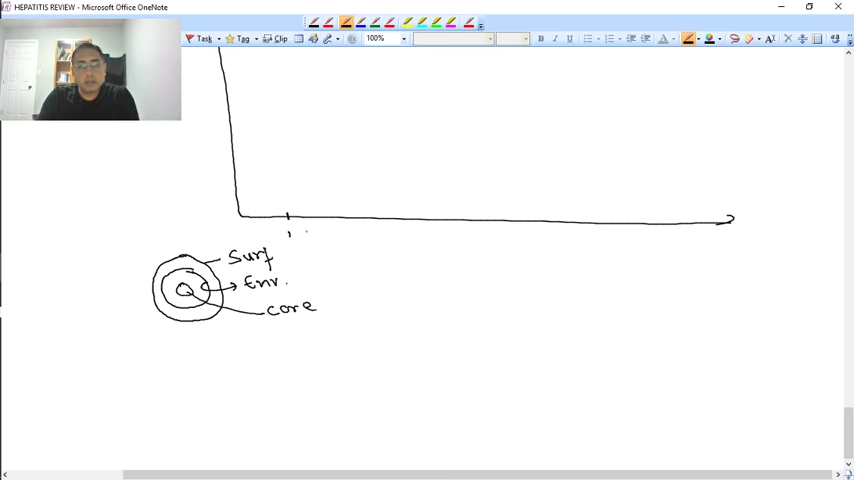 HEPATITIS REVIEW - Microsoft Office OneNote
Task Tag Clip 100% B I U A
Surf
Env.
core